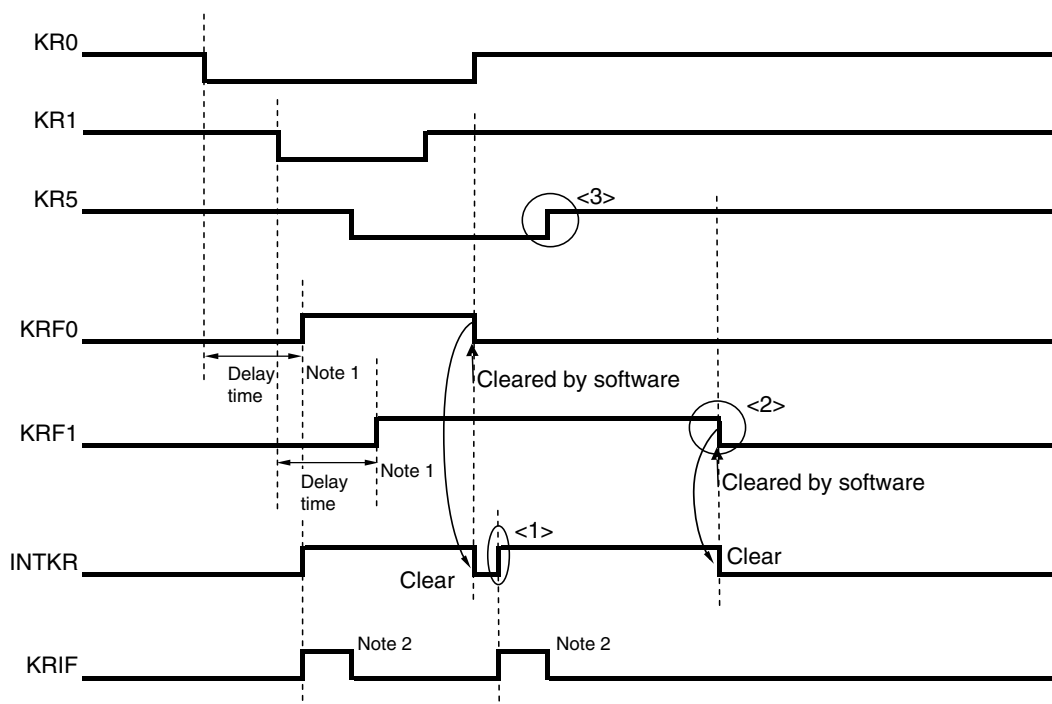 KR0
KR1
KR5
<3>
KRF0
Delay
time
Note 1
Cleared by software
<2>
KRF1
Delay
time
Note 1
Cleared by software
<1>
INTKR
Clear
Clear
Note 2
Note 2
KRIF